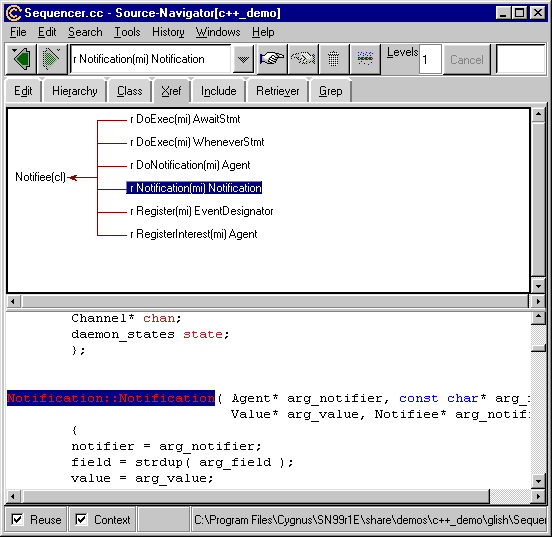 Sequencer.cc - Source-Navigator[c++_demo]
File Edit Search Tools History Windows Help
r Notification(mi) Notification Levels 1 Cancel
Edit Hierarchy Class Xref Include Retriever Grep
r DoExec(mi) AwaitStmt
r DoExec(mi) WheneverStmt
r DoNotification(mi) Agent
Notifiee(cl) r Notification(mi) Notification
r Register(mi) EventDesignator
r RegisterInterest(mi) Agent
Channel* chan;
daemon_states state;
};
Notification::Notification( Agent* arg_notifier, const char* arg_
Value* arg_value, Notifiee* arg_notif
{
notifier = arg_notifier;
field = strdup( arg_field );
value = arg_value;
Reuse Context C:\Program Files\Cygnus\SN99r1E\share\demos\c++_demo\glish\Seque